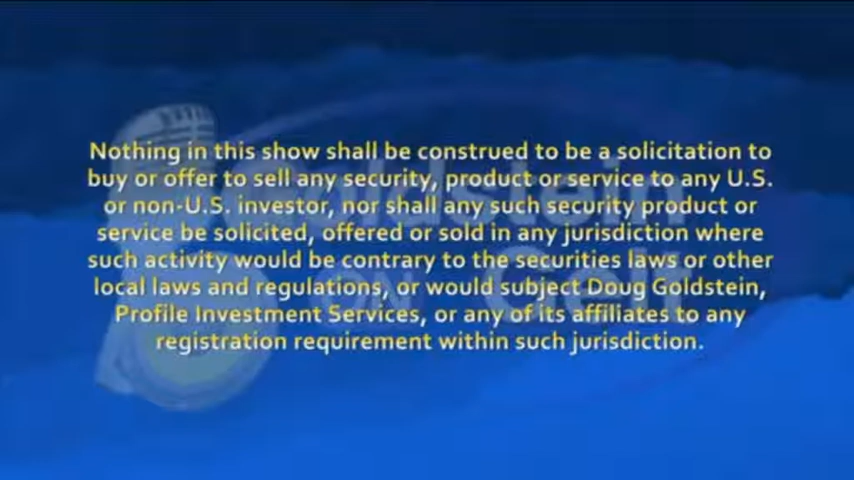 Nothing in this show shall be construed to be a solicitation to
buy or offer to sell any security, product or service to any U.S.
or non-U.S. investor, nor shall any such security product or
service be solicited, offered or sold in any jurisdiction where
such activity would be contrary to the securities laws or other
local laws and regulations, or would subject Doug Goldstein,
Profile Investment Services, or any of its affiliates to any
registration requirement within such jurisdiction.
Goldstein
ON Gelt